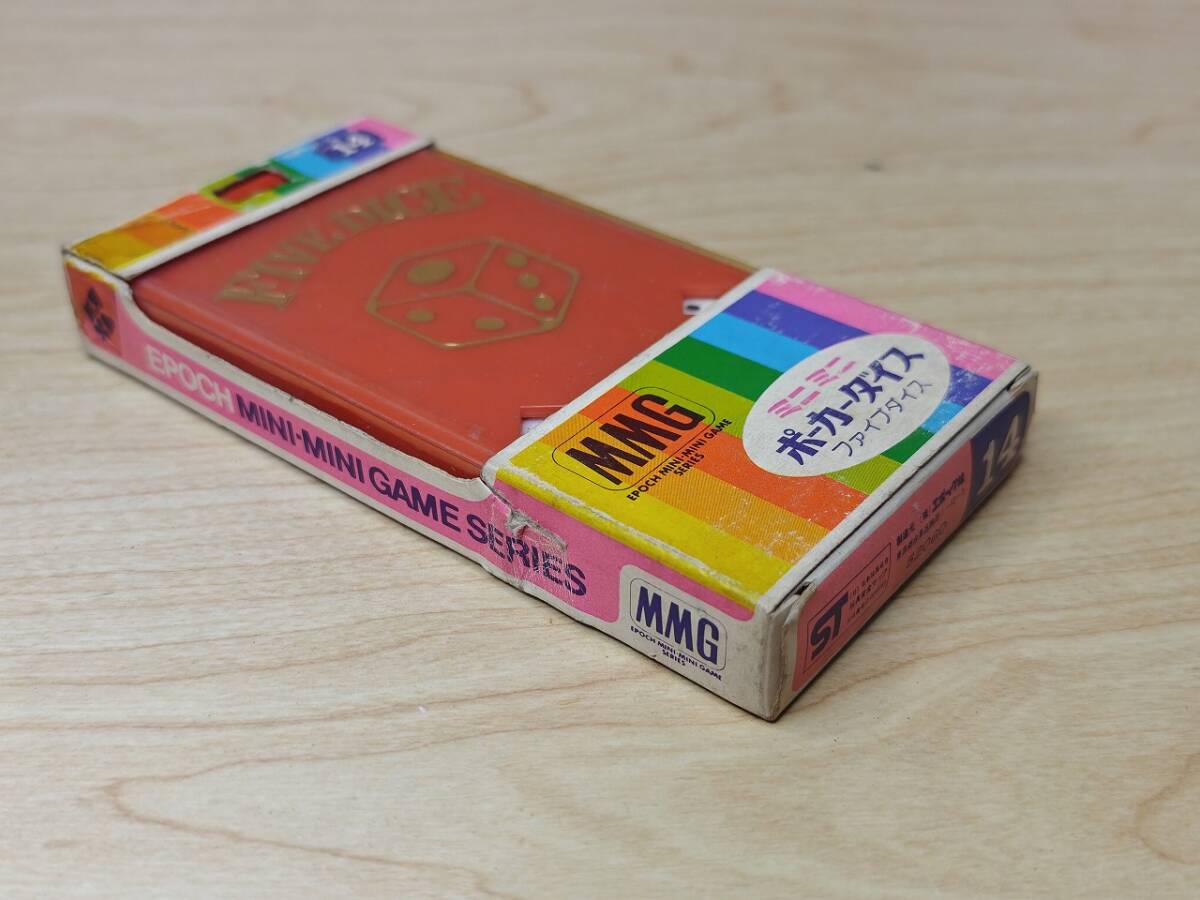 14
FIVE DICE
MMG
EPOCH MINI-MINI GAME
SERIES
ミニミニ
ポーカーダイス
ファイブダイス
EPOCH MINI-MINI GAME SERIES
MMG
EPOCH MINI-MINI GAME
SERIES
ST
14